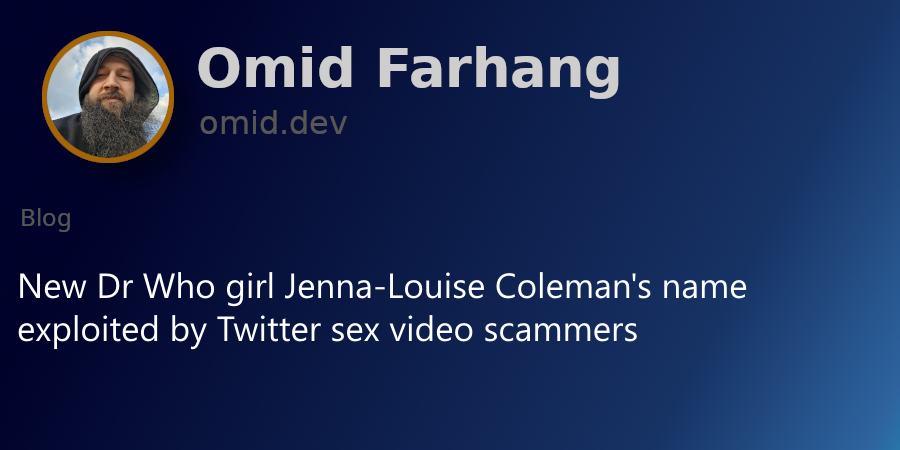 Omid Farhang
omid.dev
Blog
New Dr Who girl Jenna-Louise Coleman's name
exploited by Twitter sex video scammers